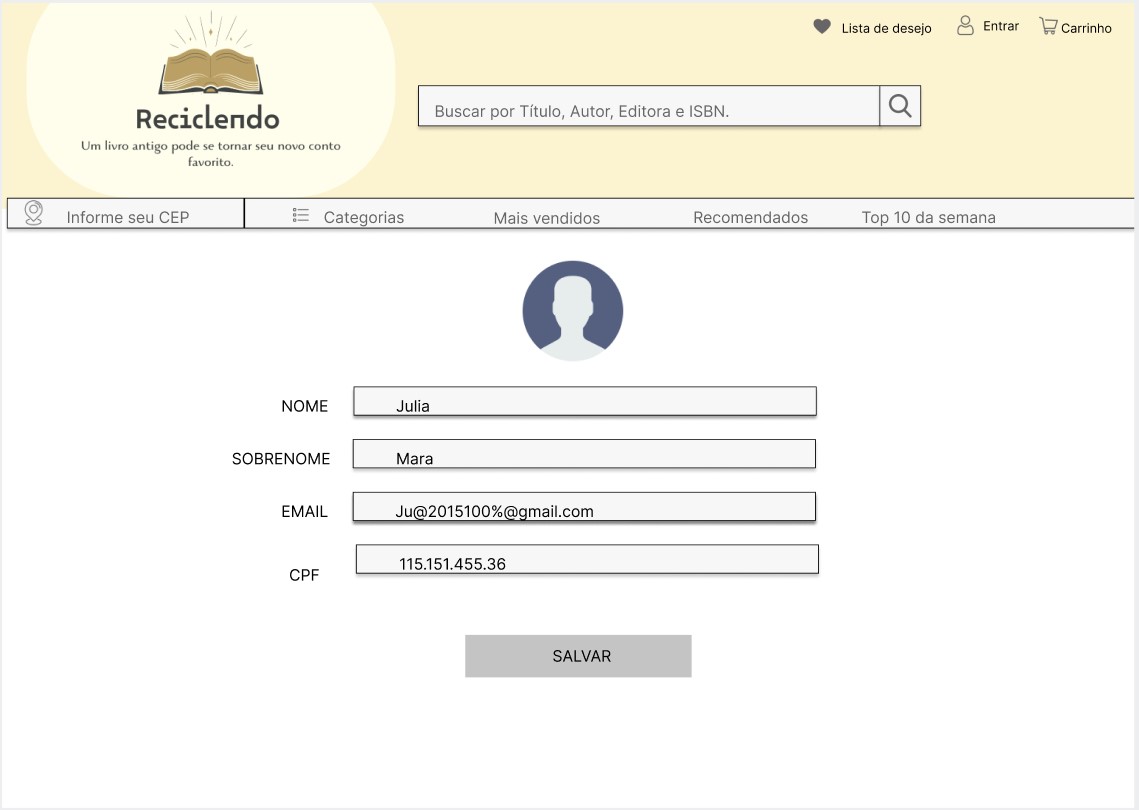 Lista de desejo
Entrar
Carrinho
Buscar por Título, Autor, Editora e ISBN.
Reciclendo
Um livro antigo pode se tornar seu novo conto
favorito.
Informe seu CEP
Categorias
Mais vendidos
Recomendados
Top 10 da semana
NOME
Julia
SOBRENOME
Mara
EMAIL
Ju@2015100%@gmail.com
CPF
115.151.455.36
SALVAR